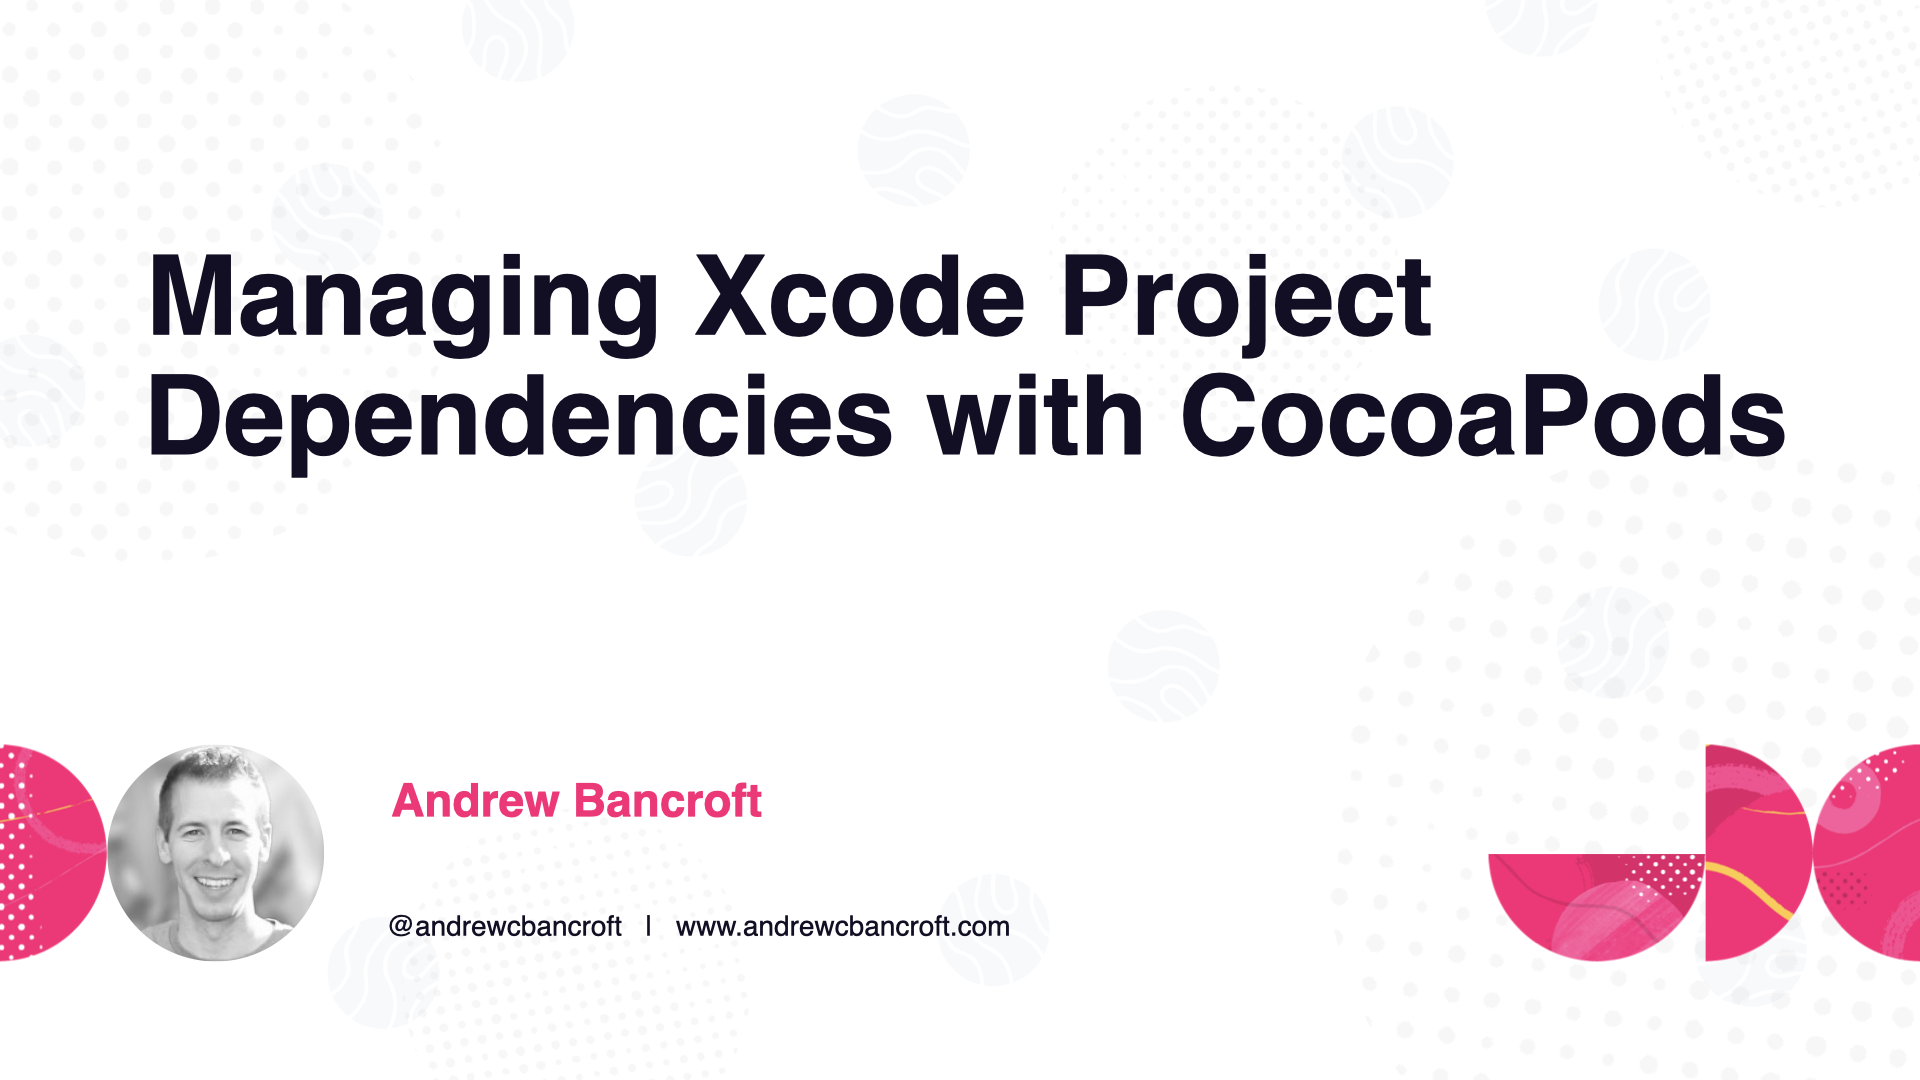 Managing Xcode Project
Dependencies with CocoaPods
Andrew Bancroft
@andrewcbancroft | www.andrewcbancroft.com